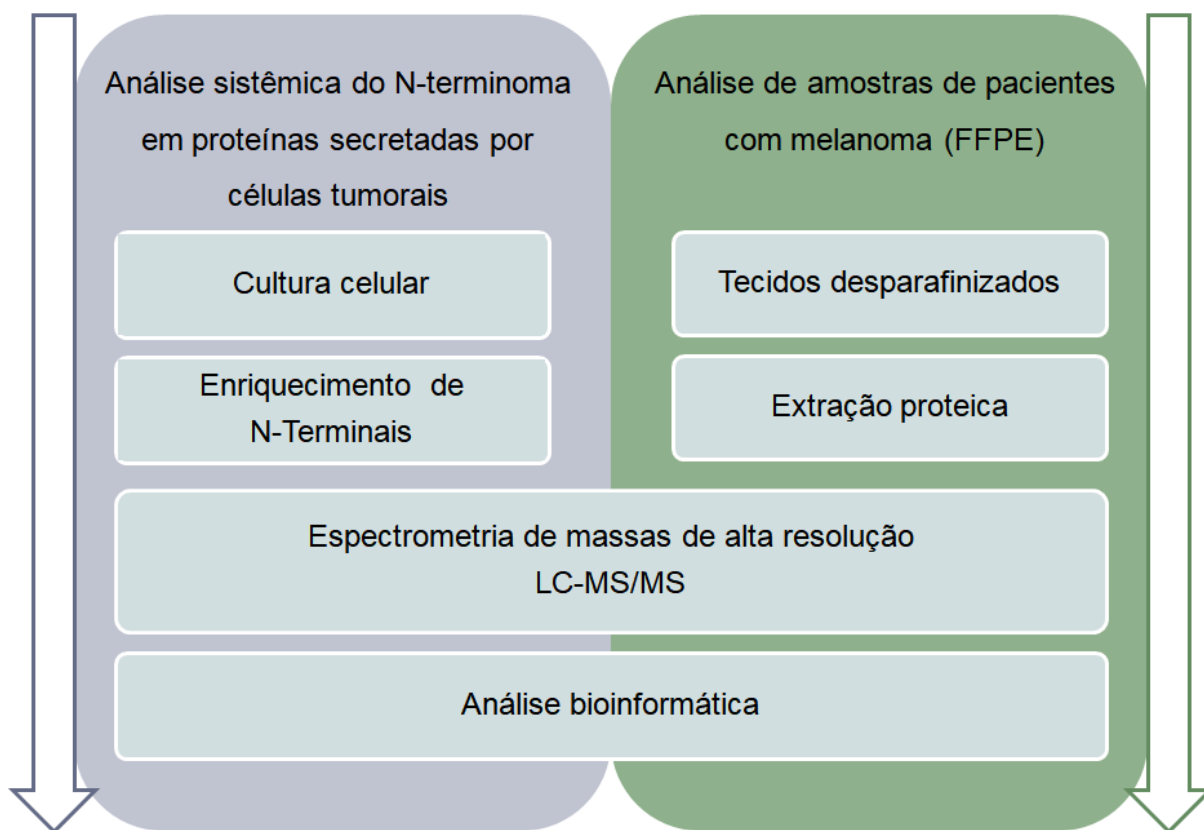 Análise sistêmica do N-terminoma
em proteínas secretadas por
células tumorais
Cultura celular
Enriquecimento de
N-Terminais
Análise de amostras de pacientes
com melanoma (FFPE)
Tecidos desparafinizados
Extração proteica
Espectrometria de massas de alta resolução
LC-MS/MS
Análise bioinformática